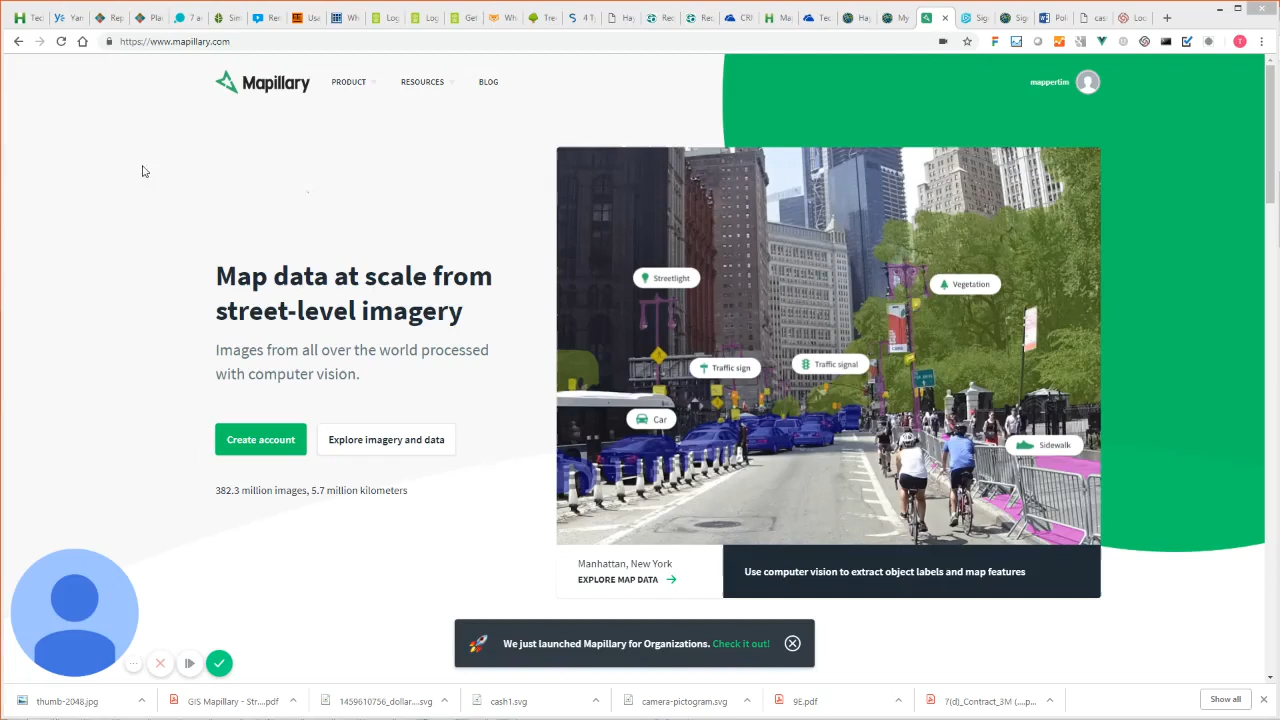 https://www.mapillary.com
Mapillary
PRODUCT
RESOURCES
BLOG
mappertim
Map data at scale from
street-level imagery
Images from all over the world processed
with computer vision.
Create account
Explore imagery and data
382.3 million images, 5.7 million kilometers
Streetlight
Vegetation
Traffic sign
Traffic signal
Car
Sidewalk
Manhattan, New York
EXPLORE MAP DATA
Use computer vision to extract object labels and map features
We just launched Mapillary for Organizations. Check it out!
thumb-2048.jpg
GIS Mapillary - Str....pdf
1459610756_dollar....svg
cash1.svg
camera-pictogram.svg
9E.pdf
7(d)_Contract_3M (....p...
Show all